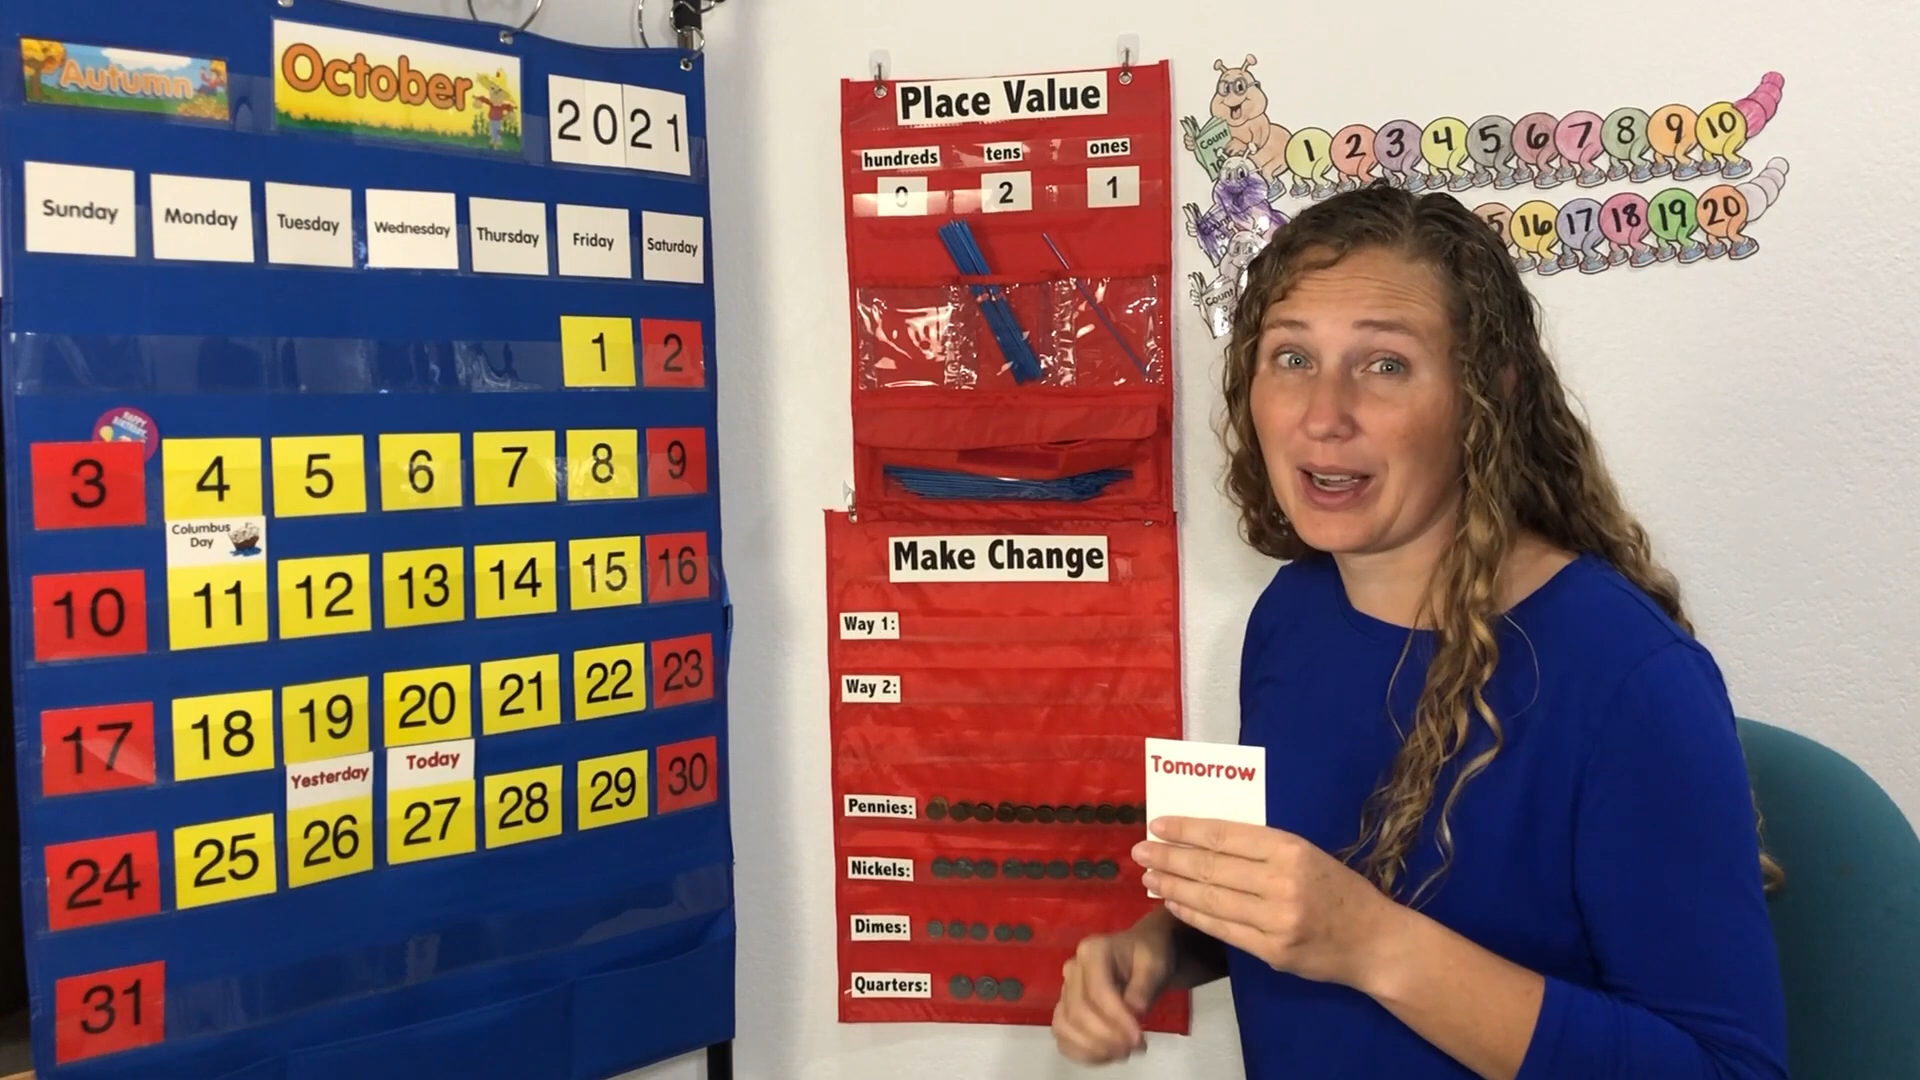 Autumn
October
2021
Sunday Monday Tuesday Wednesday Thursday Friday Saturday
1 2
HAPPY BIRTHDAY
3 4 5 6 7 8 9
Columbus
Day
10 11 12 13 14 15 16
17 18 19 20 21 22 23
Yesterday Today
24 25 26 27 28 29 30
31
Place Value
hundreds tens ones
0 2 1
Make Change
Way 1:
Way 2:
Pennies:
Nickels:
Dimes:
Quarters:
Count
1 2 3 4 5 6 7 8 9 10
16 17 18 19 20
Count
Tomorrow